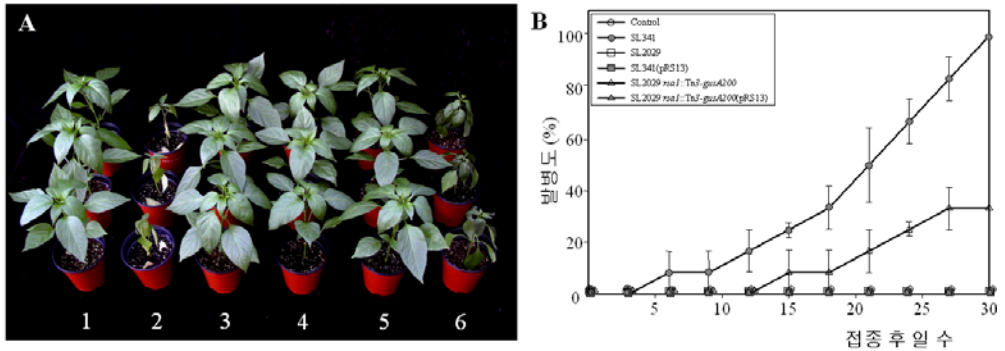 A
1 2 3 4 5 6
B
Control
SL341
SL2029
SL341(pRS13)
SL2029 rsa1::Tn3-gusA200
SL2029 rsa1::Tn3-gusA200(pRS13)
발병도 (%)
100
80
60
40
20
0
5 10 15 20 25 30
접종 후 일 수